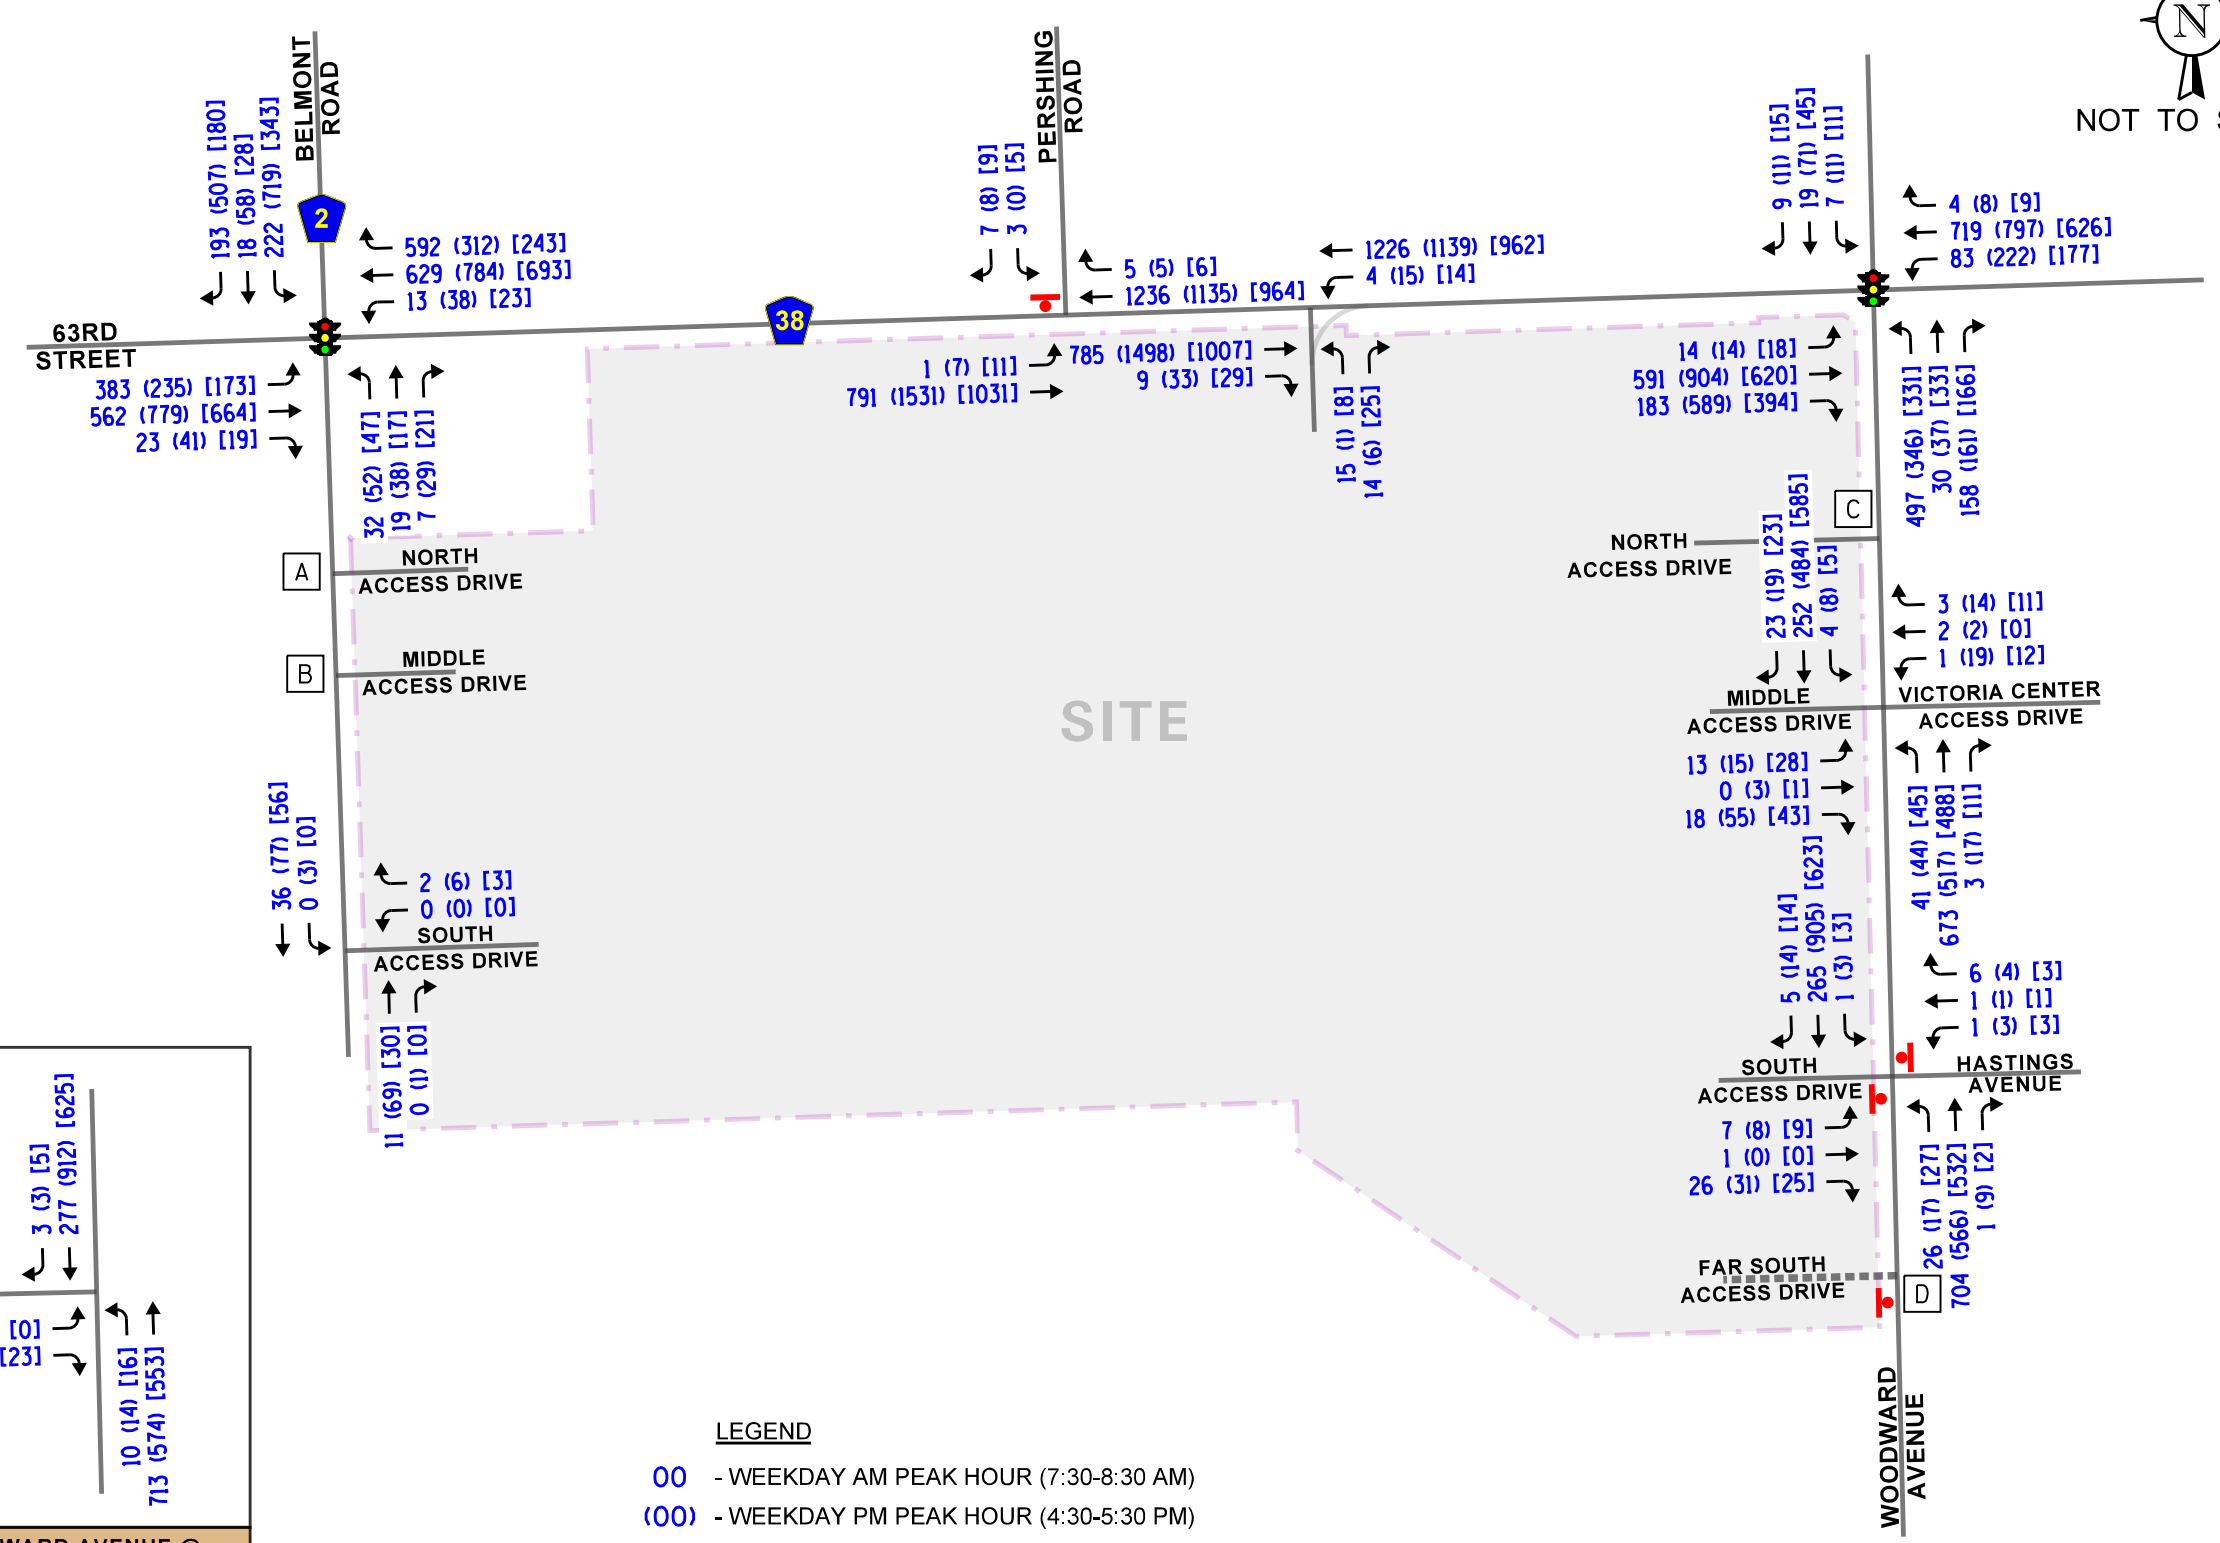 N
NOT TO
BELMONT
ROAD
PERSHING
ROAD
193 (507) [180]
18 (58) [28]
222 (719) [343]
2
592 (312) [243]
629 (784) [693]
13 (38) [23]
7 (8) [9]
3 (0) [5]
5 (5) [6]
1236 (1135) [964]
1226 (1139) [962]
4 (15) [14]
9 (11) [15]
19 (71) [45]
7 (11) [11]
4 (8) [9]
719 (797) [626]
83 (222) [177]
63RD
STREET
38
383 (235) [173]
562 (779) [664]
23 (41) [19]
32 (52) [47]
19 (38) [17]
7 (29) [21]
1 (7) [11]
791 (1531) [1031]
785 (1498) [1007]
9 (33) [29]
15 (1) [8]
14 (6) [25]
14 (14) [18]
591 (904) [620]
183 (589) [394]
497 (346) [331]
30 (37) [33]
158 (161) [166]
A
NORTH
ACCESS DRIVE
B
MIDDLE
ACCESS DRIVE
SITE
C
NORTH
ACCESS DRIVE
23 (19) [23]
252 (484) [585]
4 (8) [5]
3 (14) [11]
2 (2) [0]
1 (19) [12]
MIDDLE
ACCESS DRIVE
VICTORIA CENTER
ACCESS DRIVE
13 (15) [28]
0 (3) [1]
18 (55) [43]
41 (44) [45]
673 (517) [488]
3 (17) [11]
36 (77) [56]
0 (3) [0]
2 (6) [3]
0 (0) [0]
SOUTH
ACCESS DRIVE
11 (69) [30]
0 (1) [0]
5 (14) [14]
265 (905) [623]
1 (3) [3]
6 (4) [3]
1 (1) [1]
1 (3) [3]
SOUTH
ACCESS DRIVE
HASTINGS
AVENUE
7 (8) [9]
1 (0) [0]
26 (31) [25]
26 (17) [27]
704 (566) [532]
1 (9) [2]
FAR SOUTH
ACCESS DRIVE
D
WOODWARD
AVENUE
3 (3) [5]
277 (912) [625]
[0]
[23]
10 (14) [16]
713 (574) [553]
AVENUE @
LEGEND
00 - WEEKDAY AM PEAK HOUR (7:30-8:30 AM)
(00) - WEEKDAY PM PEAK HOUR (4:30-5:30 PM)